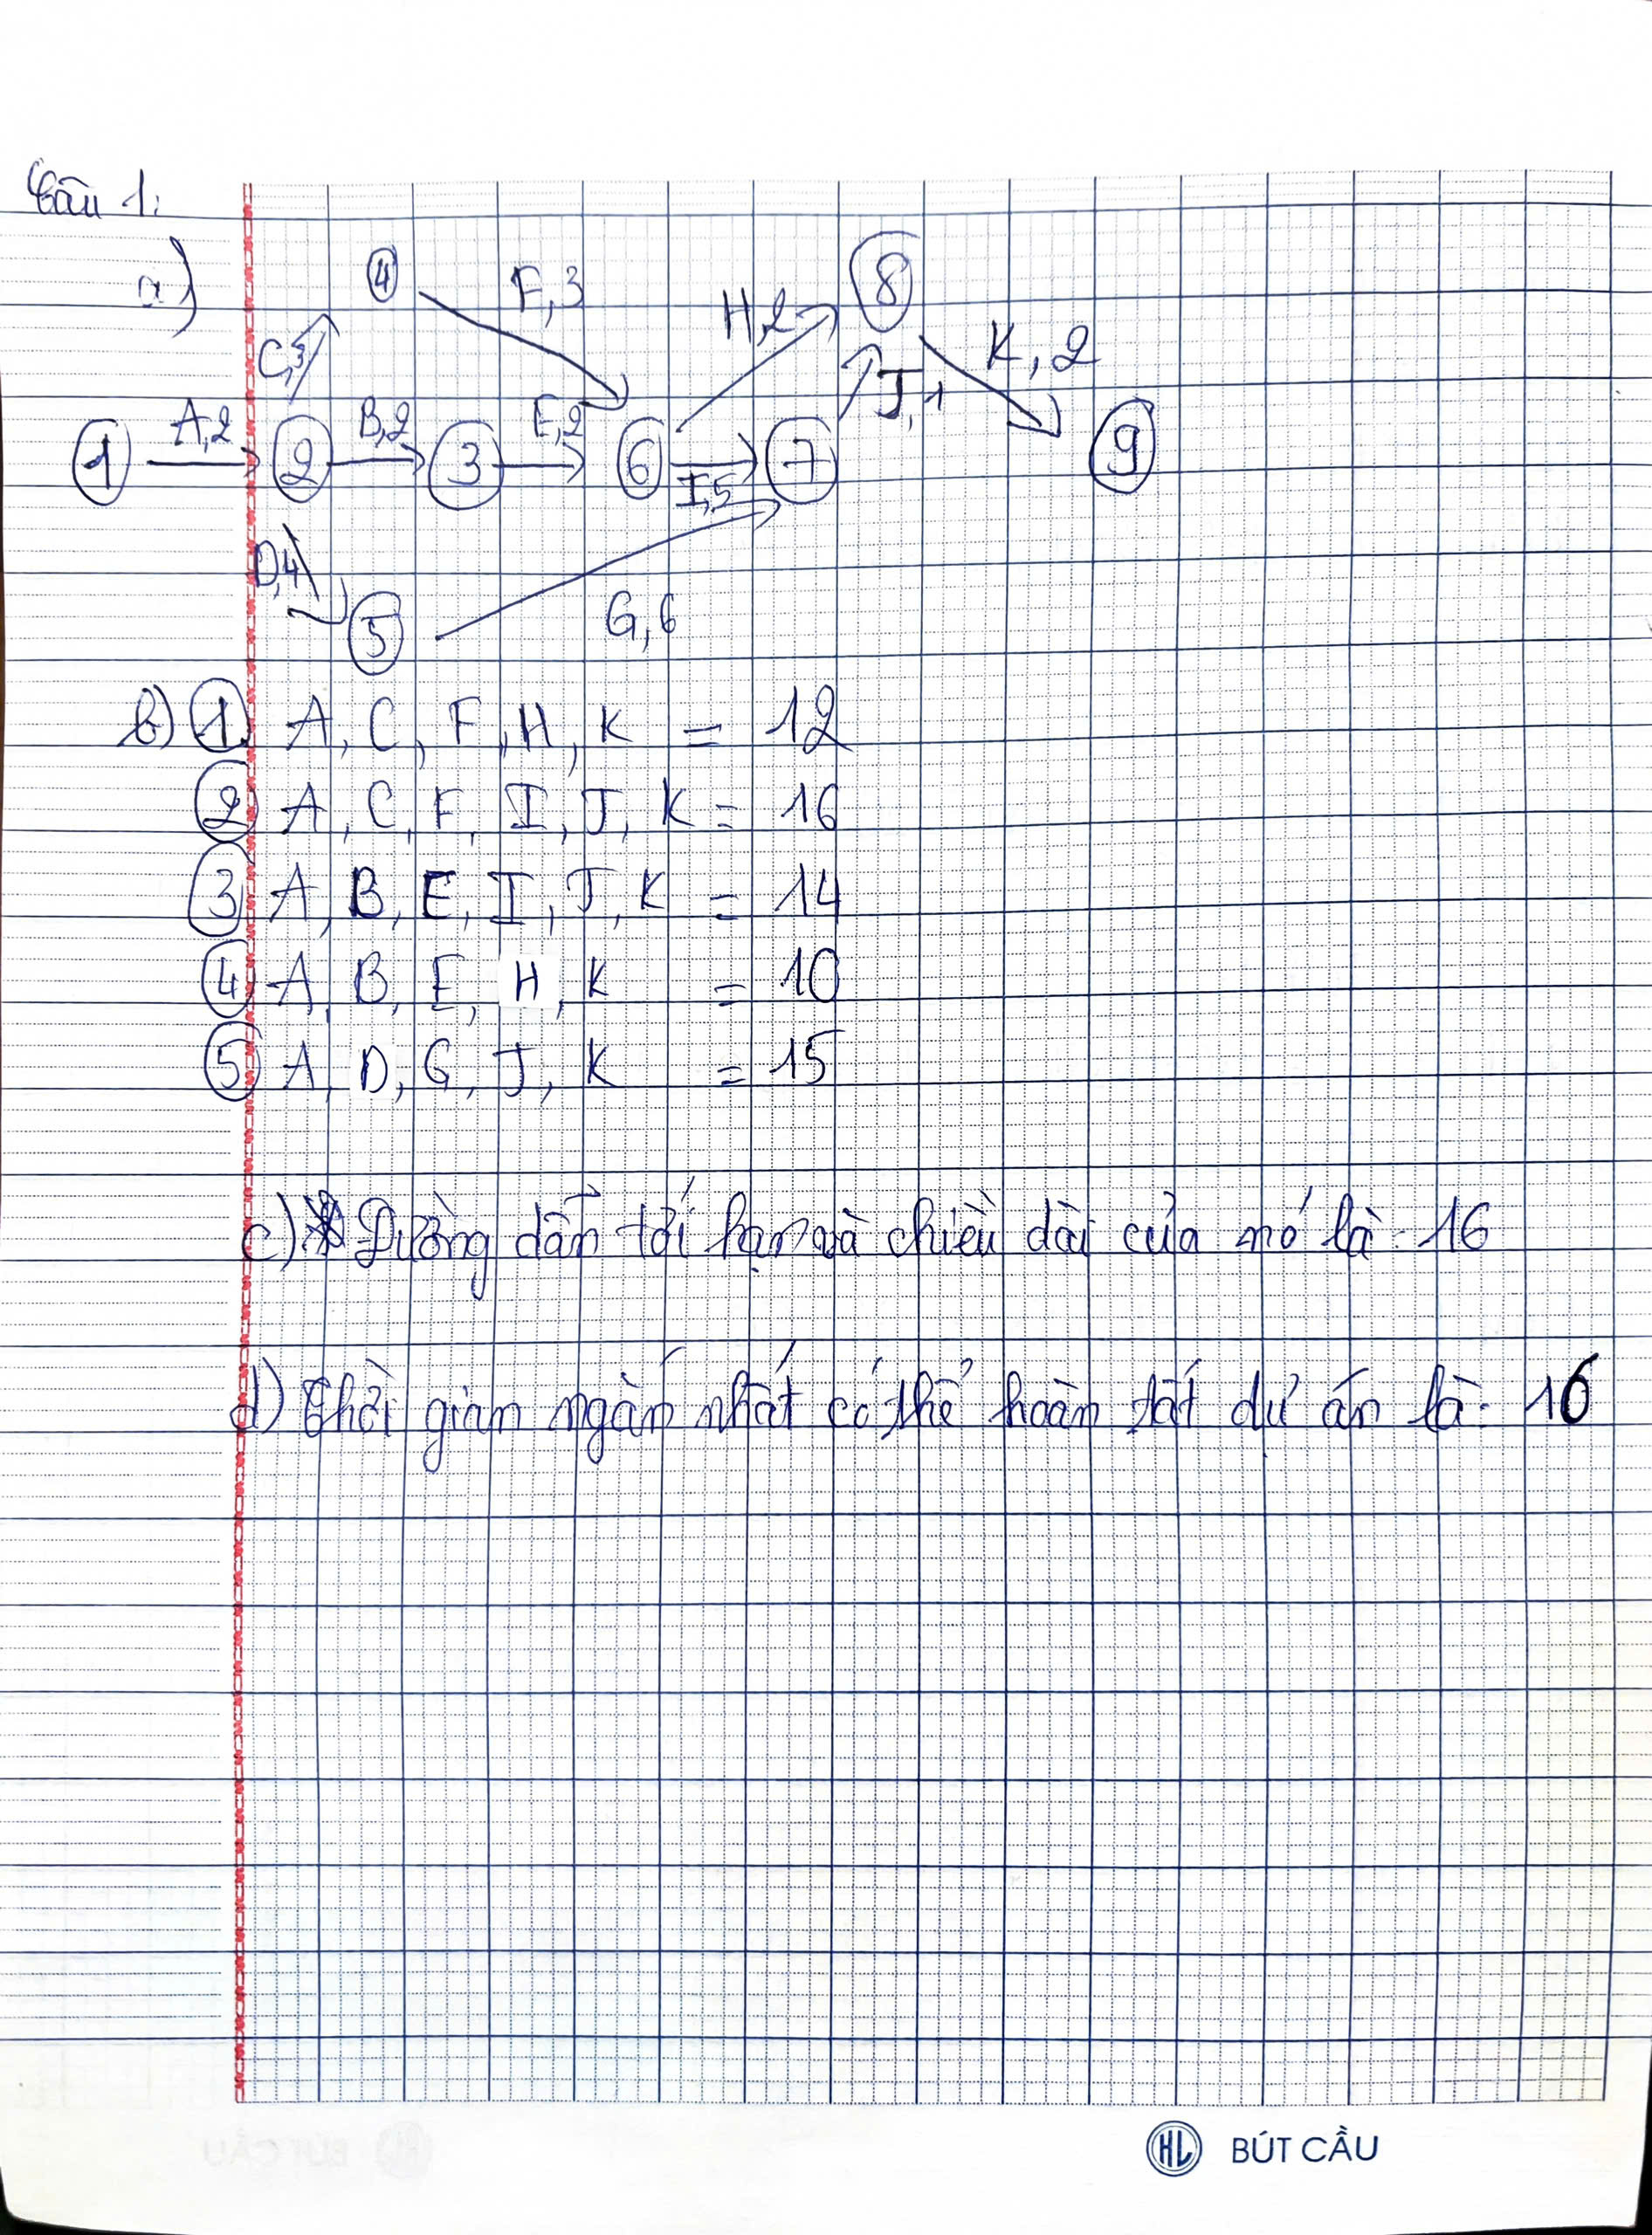 Câu 1:
a)
④ F,3 ⑧
C,3 H,2 K,2
① A,2 ② B,2 ③ E,2 ⑥ I,5 ⑦ J,1 ⑨
D,4
⑤ G,6
b) ① A, C, F, H, K = 12
② A, C, F, I, J, K = 16
③ A, B, E, I, J, K = 14
④ A, B, E, H, K = 10
⑤ A, D, G, J, K = 15
c) Đường dẫn tới hạn và chiều dài của nó là: 16
d) Thời gian ngắn nhất có thể hoàn tất dự án là: 16
HL BÚT CẦU